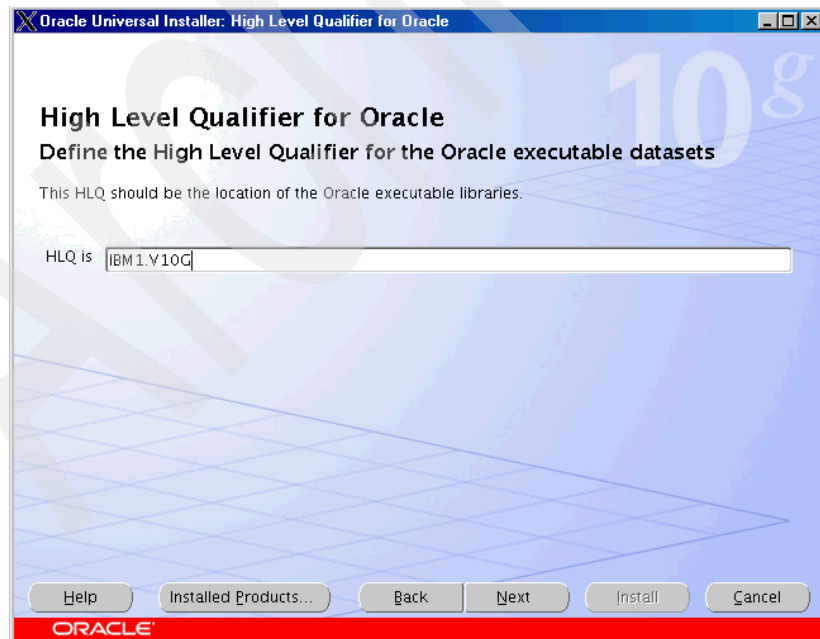 Oracle Universal Installer: High Level Qualifier for Oracle
10g
High Level Qualifier for Oracle
Define the High Level Qualifier for the Oracle executable datasets
This HLQ should be the location of the Oracle executable libraries.
HLQ is IBM1.V10G
Help Installed Products... Back Next Install Cancel
ORACLE